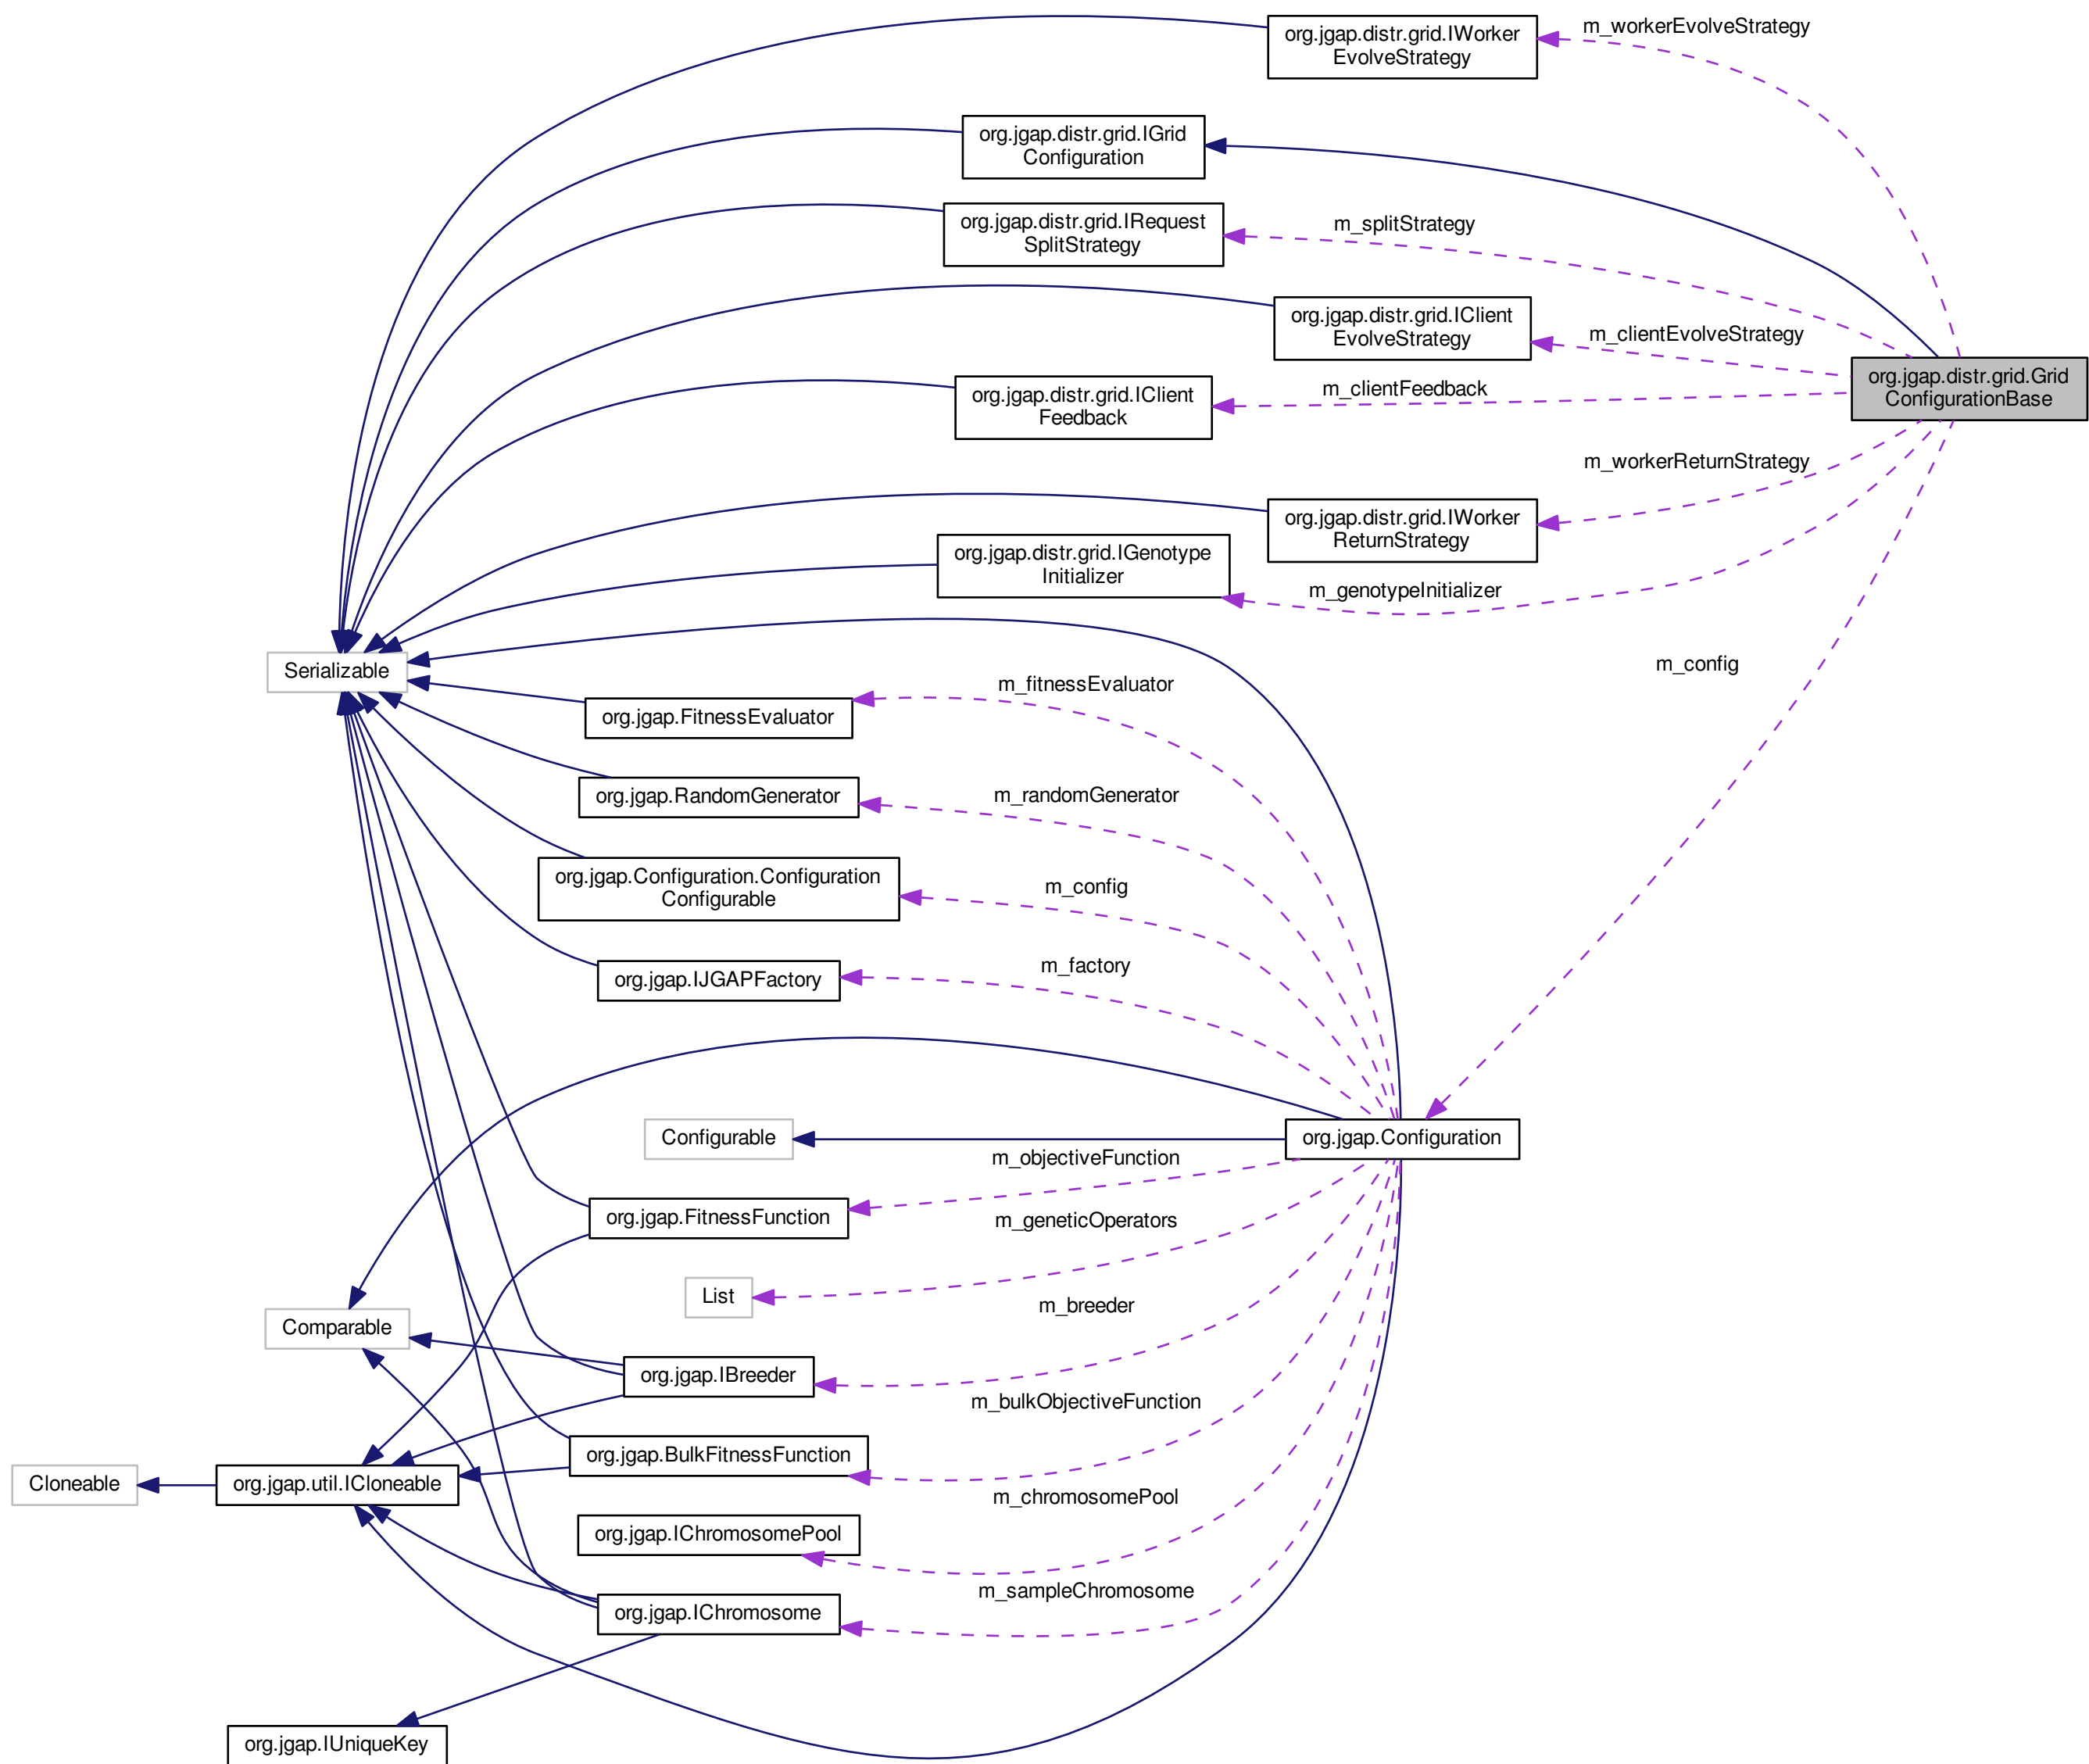 m_workerEvolveStrategy
org.jgap.distr.grid.IWorker
EvolveStrategy
org.jgap.distr.grid.IGrid
Configuration
org.jgap.distr.grid.IRequest
SplitStrategy
m_splitStrategy
org.jgap.distr.grid.IClient
EvolveStrategy
m_clientEvolveStrategy
org.jgap.distr.grid.Grid
ConfigurationBase
org.jgap.distr.grid.IClient
Feedback
m_clientFeedback
m_workerReturnStrategy
org.jgap.distr.grid.IWorker
ReturnStrategy
org.jgap.distr.grid.IGenotype
Initializer
m_genotypeInitializer
m_config
Serializable
m_fitnessEvaluator
org.jgap.FitnessEvaluator
org.jgap.RandomGenerator
m_randomGenerator
org.jgap.Configuration.Configuration
Configurable
m_config
m_factory
org.jgap.IJGAPFactory
Configurable
org.jgap.Configuration
m_objectiveFunction
org.jgap.FitnessFunction
m_geneticOperators
List
m_breeder
Comparable
org.jgap.IBreeder
m_bulkObjectiveFunction
org.jgap.BulkFitnessFunction
Cloneable
org.jgap.util.ICloneable
m_chromosomePool
org.jgap.IChromosomePool
m_sampleChromosome
org.jgap.IChromosome
org.jgap.IUniqueKey